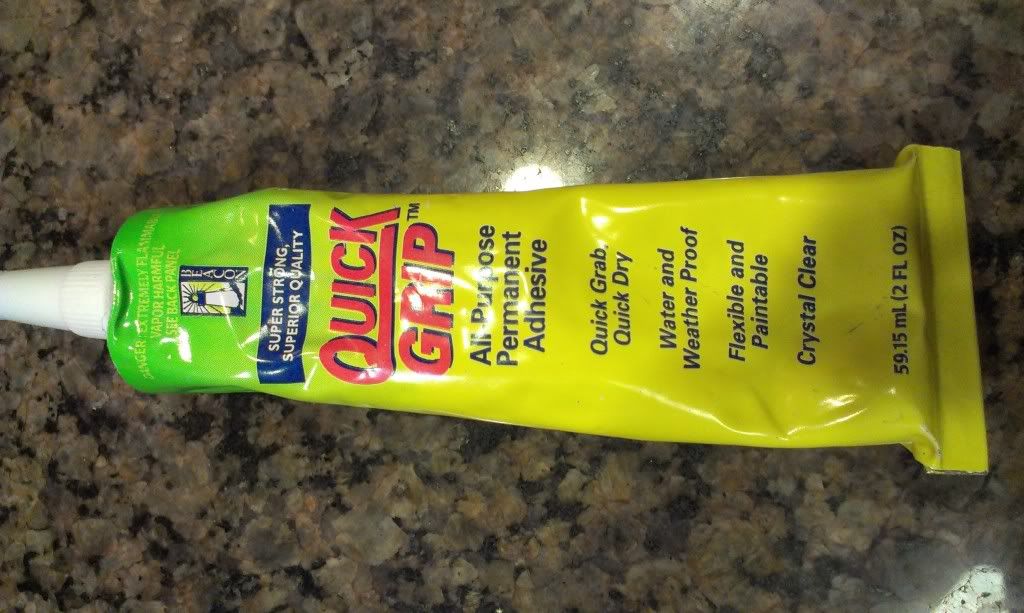 DANGER: EXTREMELY FLAMMABLE
VAPOR HARMFUL
SEE BACK PANEL
BEACON
SUPER STRONG,
SUPERIOR QUALITY
QUICK
GRIP™
All-Purpose
Permanent
Adhesive
Quick Grab,
Quick Dry
Water and
Weather Proof
Flexible and
Paintable
Crystal Clear
59.15 mL (2 FL OZ)